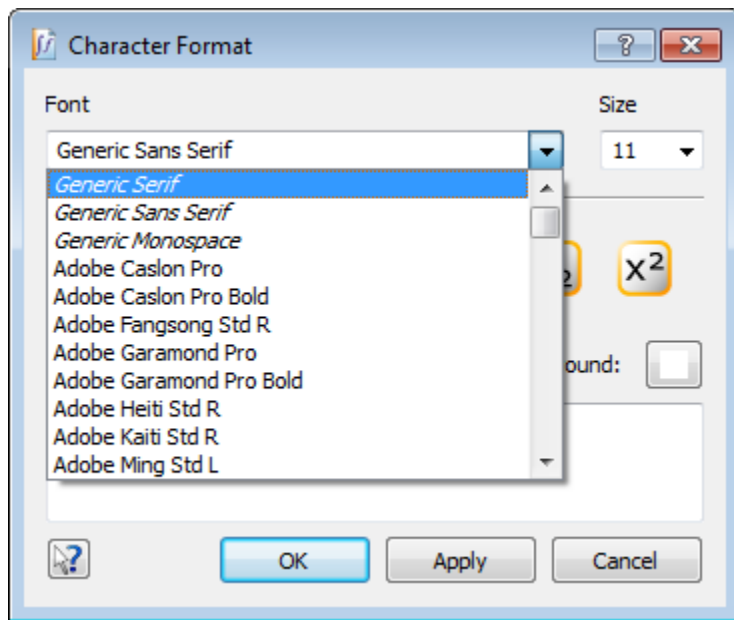 Character Format
Font Size
Generic Sans Serif 11
Generic Serif
Generic Sans Serif
Generic Monospace
Adobe Caslon Pro
Adobe Caslon Pro Bold
x²
Adobe Fangsong Std R
Adobe Garamond Pro
ound:
Adobe Garamond Pro Bold
Adobe Heiti Std R
Adobe Kaiti Std R
Adobe Ming Std L
OK Apply Cancel